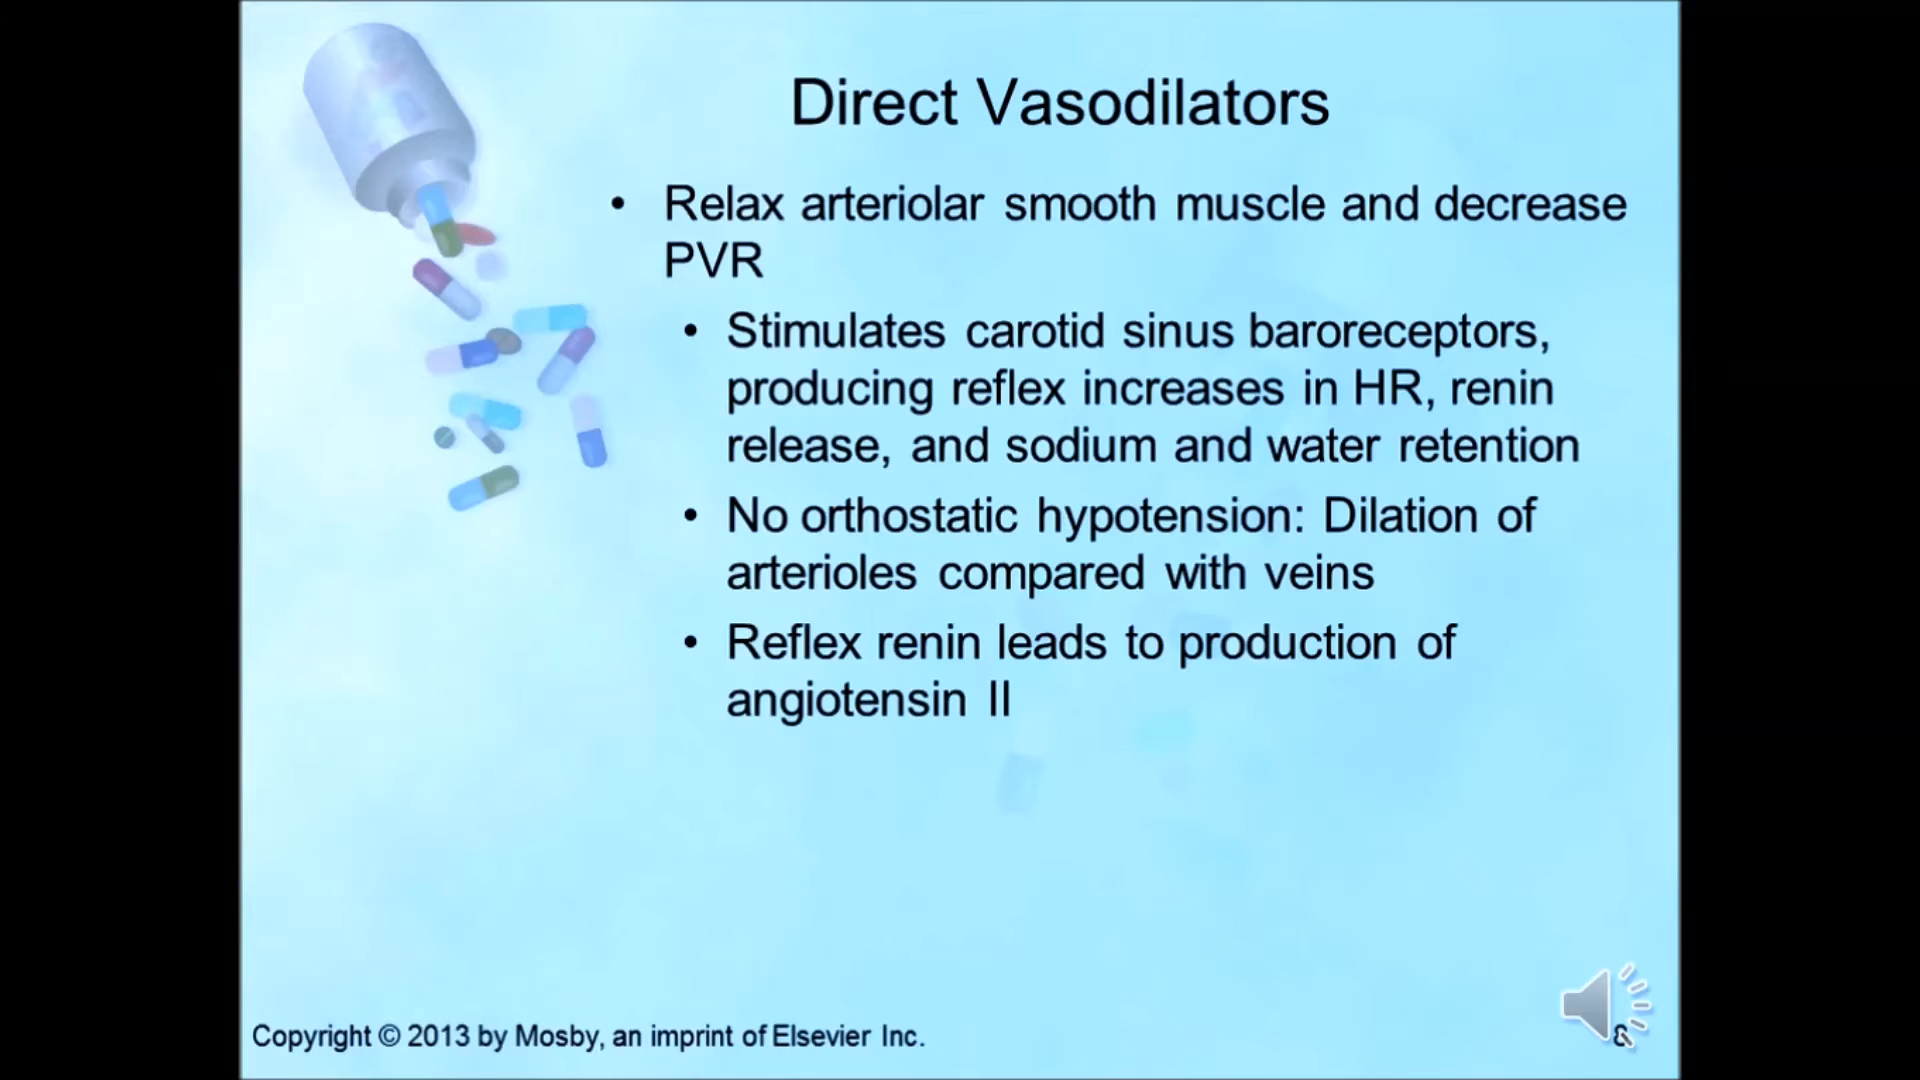 Direct Vasodilators
• Relax arteriolar smooth muscle and decrease
PVR
• Stimulates carotid sinus baroreceptors,
producing reflex increases in HR, renin
release, and sodium and water retention
• No orthostatic hypotension: Dilation of
arterioles compared with veins
• Reflex renin leads to production of
angiotensin II
Copyright © 2013 by Mosby, an imprint of Elsevier Inc.